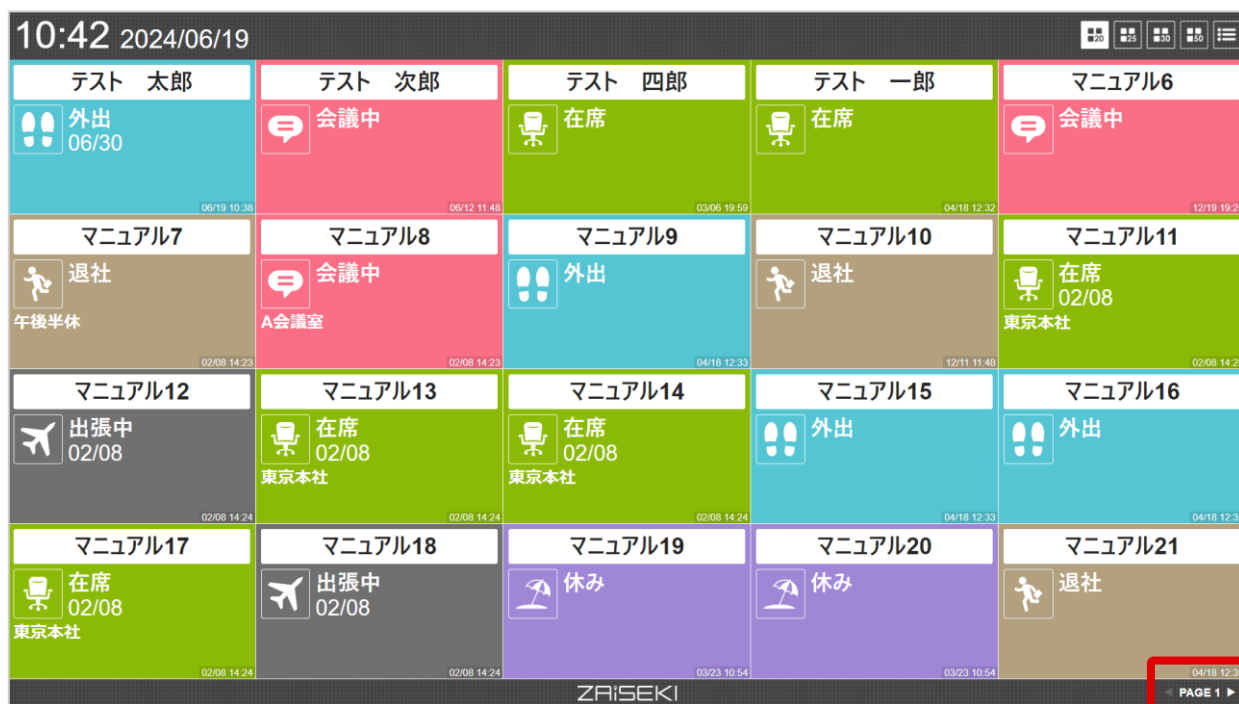 10:42 2024/06/19
20 25 30 50
テスト　太郎
外出
06/30
06/19 10:38
テスト　次郎
会議中
06/12 11:48
テスト　四郎
在席
03/06 19:59
テスト　一郎
在席
04/18 12:32
マニュアル6
会議中
マニュアル7
退社
午後半休
02/08 14:23
マニュアル8
会議中
A会議室
02/08 14:23
マニュアル9
外出
04/18 12:33
マニュアル10
退社
12/11 11:48
マニュアル11
在席
02/08
東京本社
マニュアル12
出張中
02/08
02/08 14:24
マニュアル13
在席
02/08
東京本社
02/08 14:24
マニュアル14
在席
02/08
東京本社
02/08 14:24
マニュアル15
外出
04/18 12:33
マニュアル16
外出
マニュアル17
在席
02/08
東京本社
02/08 14:24
マニュアル18
出張中
02/08
02/08 14:24
マニュアル19
休み
03/23 10:54
マニュアル20
休み
03/23 10:54
マニュアル21
退社
ZAiSEKI
PAGE 1